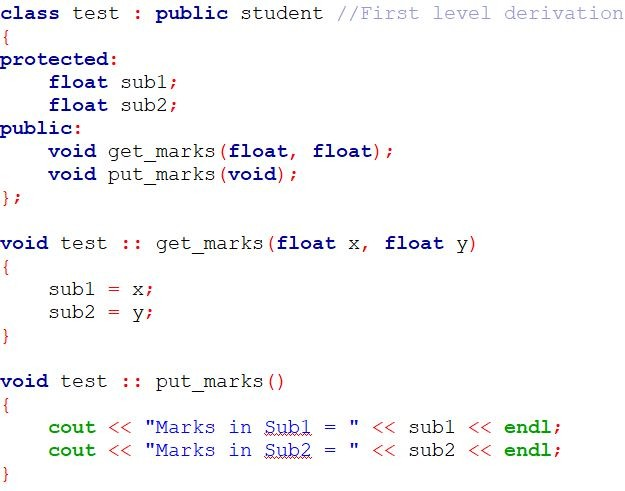 class test : public student //First level derivation
{
protected:
    float sub1;
    float sub2;
public:
    void get_marks(float, float);
    void put_marks(void);
};

void test :: get_marks(float x, float y)
{
    sub1 = x;
    sub2 = y;
}

void test :: put_marks()
{
    cout << "Marks in Sub1 = " << sub1 << endl;
    cout << "Marks in Sub2 = " << sub2 << endl;
}